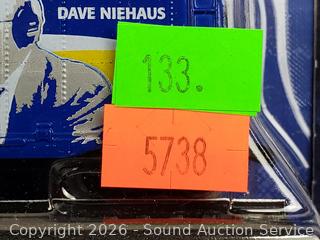 DAVE NIEHAUS
133.
5738
Copyright 2026 - Sound Auction Service